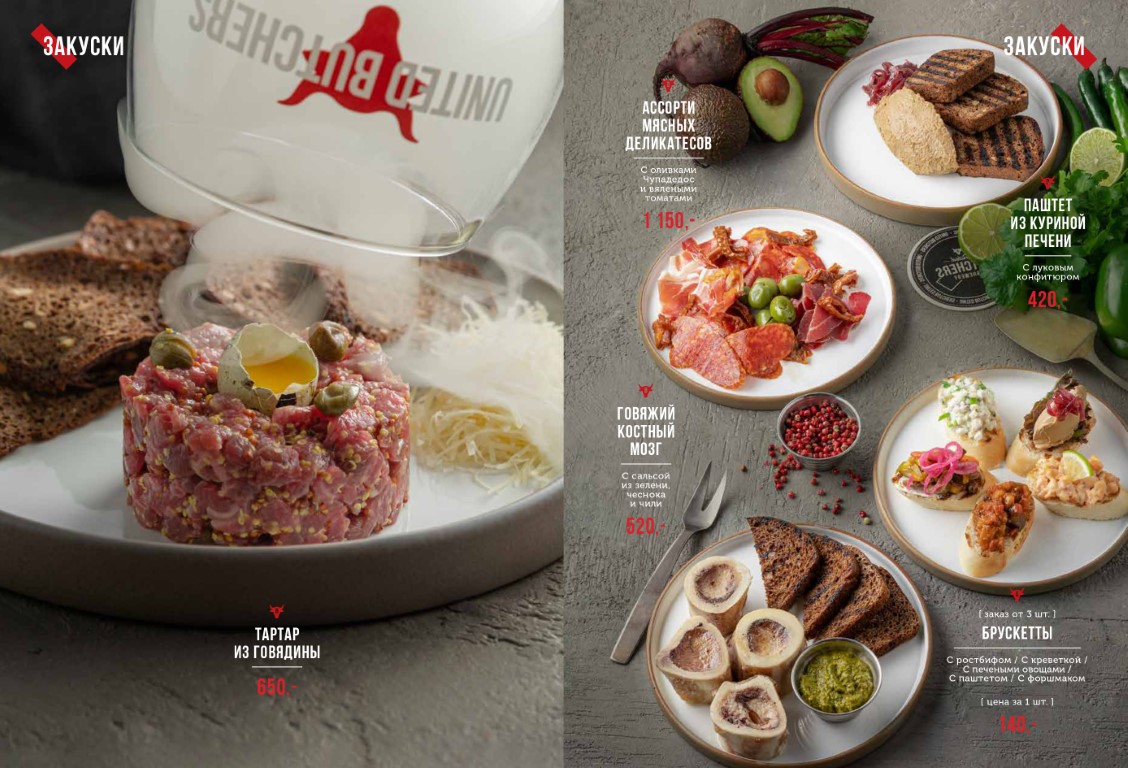 ЗАКУСКИ
UNITED BUTCHERS
ТАРТАР
ИЗ ГОВЯДИНЫ
650,-
ЗАКУСКИ
АССОРТИ
МЯСНЫХ
ДЕЛИКАТЕСОВ
С оливками
Чупадедос
и вялеными
томатами
1 150,-
ПАШТЕТ
ИЗ КУРИНОЙ
ПЕЧЕНИ
С луковым
конфитюром
420,-
BUTCHERS
ГОВЯЖИЙ
КОСТНЫЙ
МОЗГ
С сальсой
из зелени,
чеснока
и чили
520,-
[ заказ от 3 шт. ]
БРУСКЕТТЫ
С ростбифом / С креветкой /
С печеными овощами /
С паштетом / С форшмаком
[ цена за 1 шт. ]
140,-